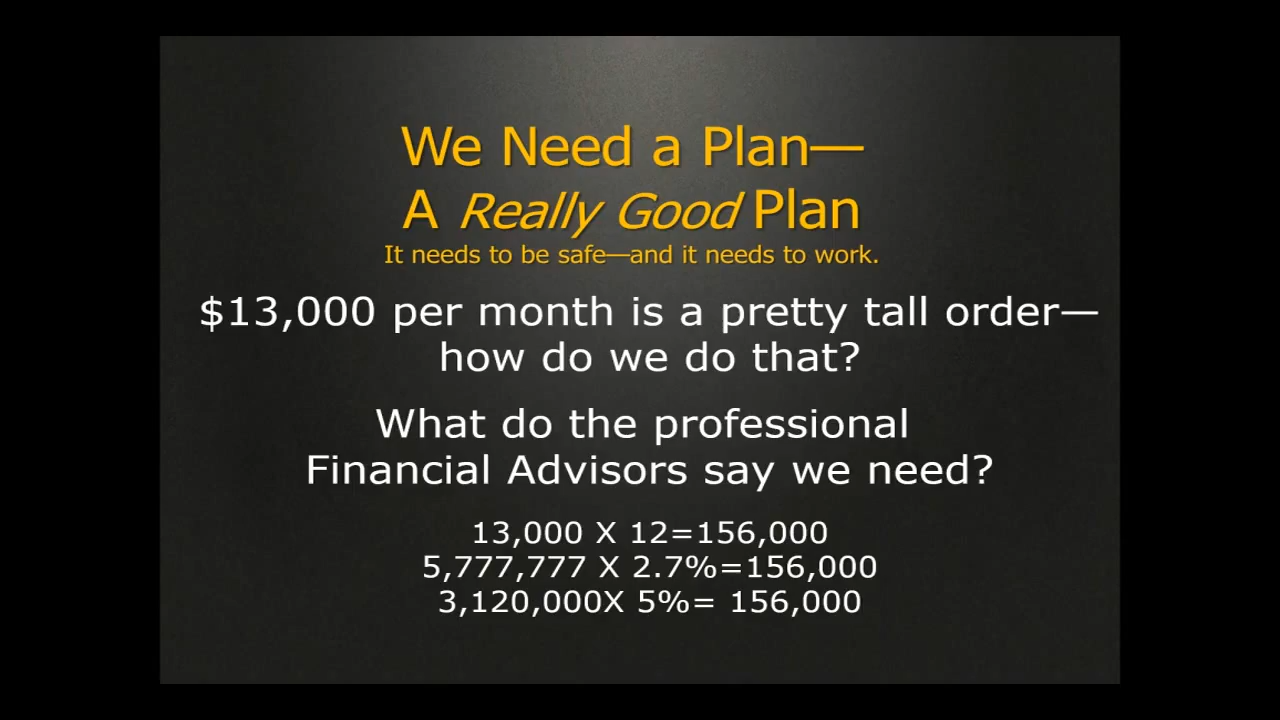 We Need a Plan—
A Really Good Plan
It needs to be safe—and it needs to work.
$13,000 per month is a pretty tall order—
how do we do that?
What do the professional
Financial Advisors say we need?
13,000 X 12=156,000
5,777,777 X 2.7%=156,000
3,120,000X 5%= 156,000